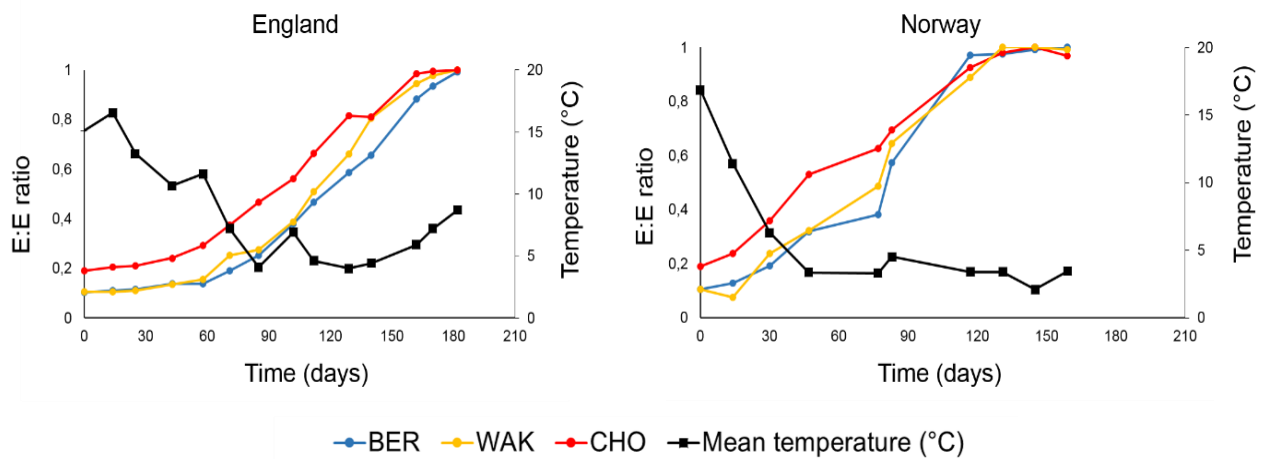 England
E:E ratio
1
0,8
0,6
0,4
0,2
0
20
15
10
5
0
Temperature (°C)
0 30 60 90 120 150 180 210
Time (days)
Norway
E:E ratio
1
0,8
0,6
0,4
0,2
0
20
15
10
5
0
Temperature (°C)
0 30 60 90 120 150 180 210
Time (days)
BER WAK CHO Mean temperature (°C)